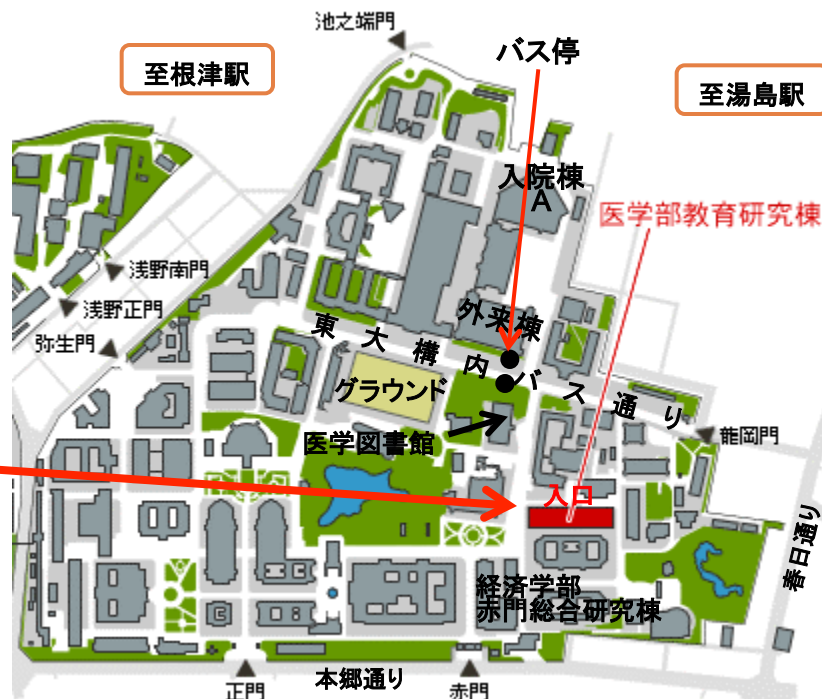 池之端門
バス停
至根津駅
至湯島駅
入院棟
A
医学部教育研究棟
浅野南門
浅野正門
弥生門
外来棟
東大構内バス通り
グラウンド
医学図書館
龍岡門
入口
春日通り
経済学部
赤門総合研究棟
本郷通り
正門
赤門